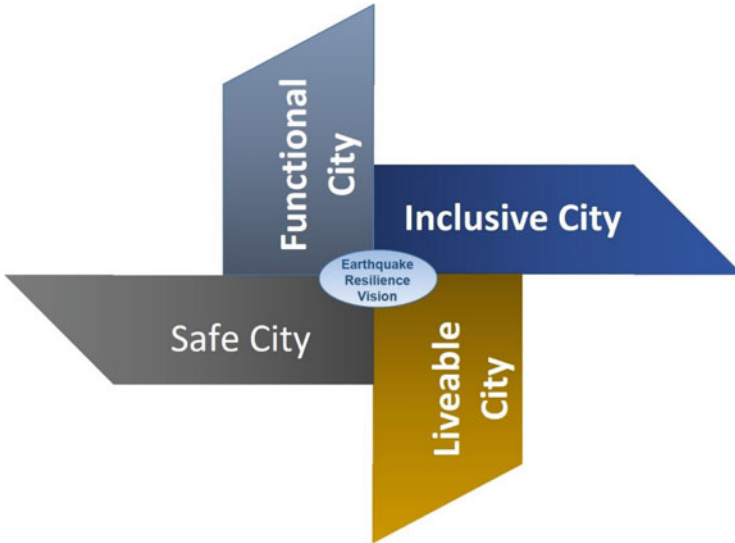 Functional
City
Inclusive City
Earthquake
Resilience
Vision
Safe City
Liveable
City